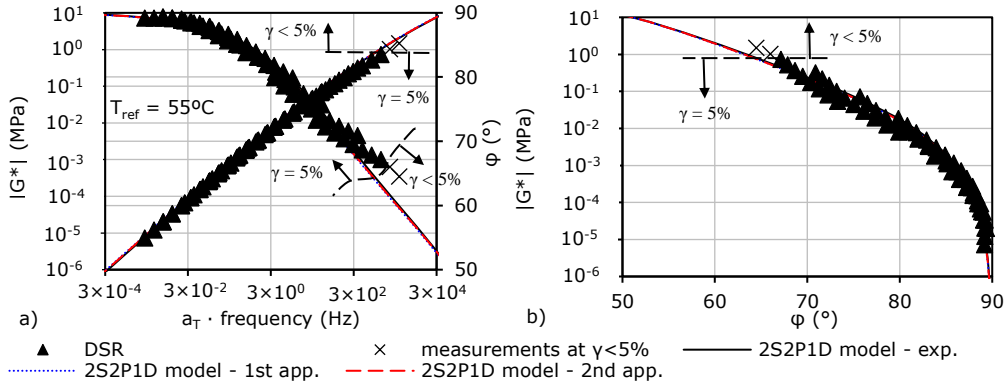 10¹
10⁰
10⁻¹
10⁻²
10⁻³
10⁻⁴
10⁻⁵
10⁻⁶
|G*| (MPa)
γ < 5%
γ = 5%
T_ref = 55ºC
γ = 5%
γ < 5%
90
80
70
60
50
φ (°)
3×10⁻⁴ 3×10⁻² 3×10⁰ 3×10² 3×10⁴
a_T · frequency (Hz)
a)
10¹
10⁰
10⁻¹
10⁻²
10⁻³
10⁻⁴
10⁻⁵
10⁻⁶
|G*| (MPa)
γ < 5%
γ = 5%
50 60 70 80 90
φ (°)
b)
DSR
measurements at γ<5%
2S2P1D model - exp.
2S2P1D model - 1st app.
2S2P1D model - 2nd app.